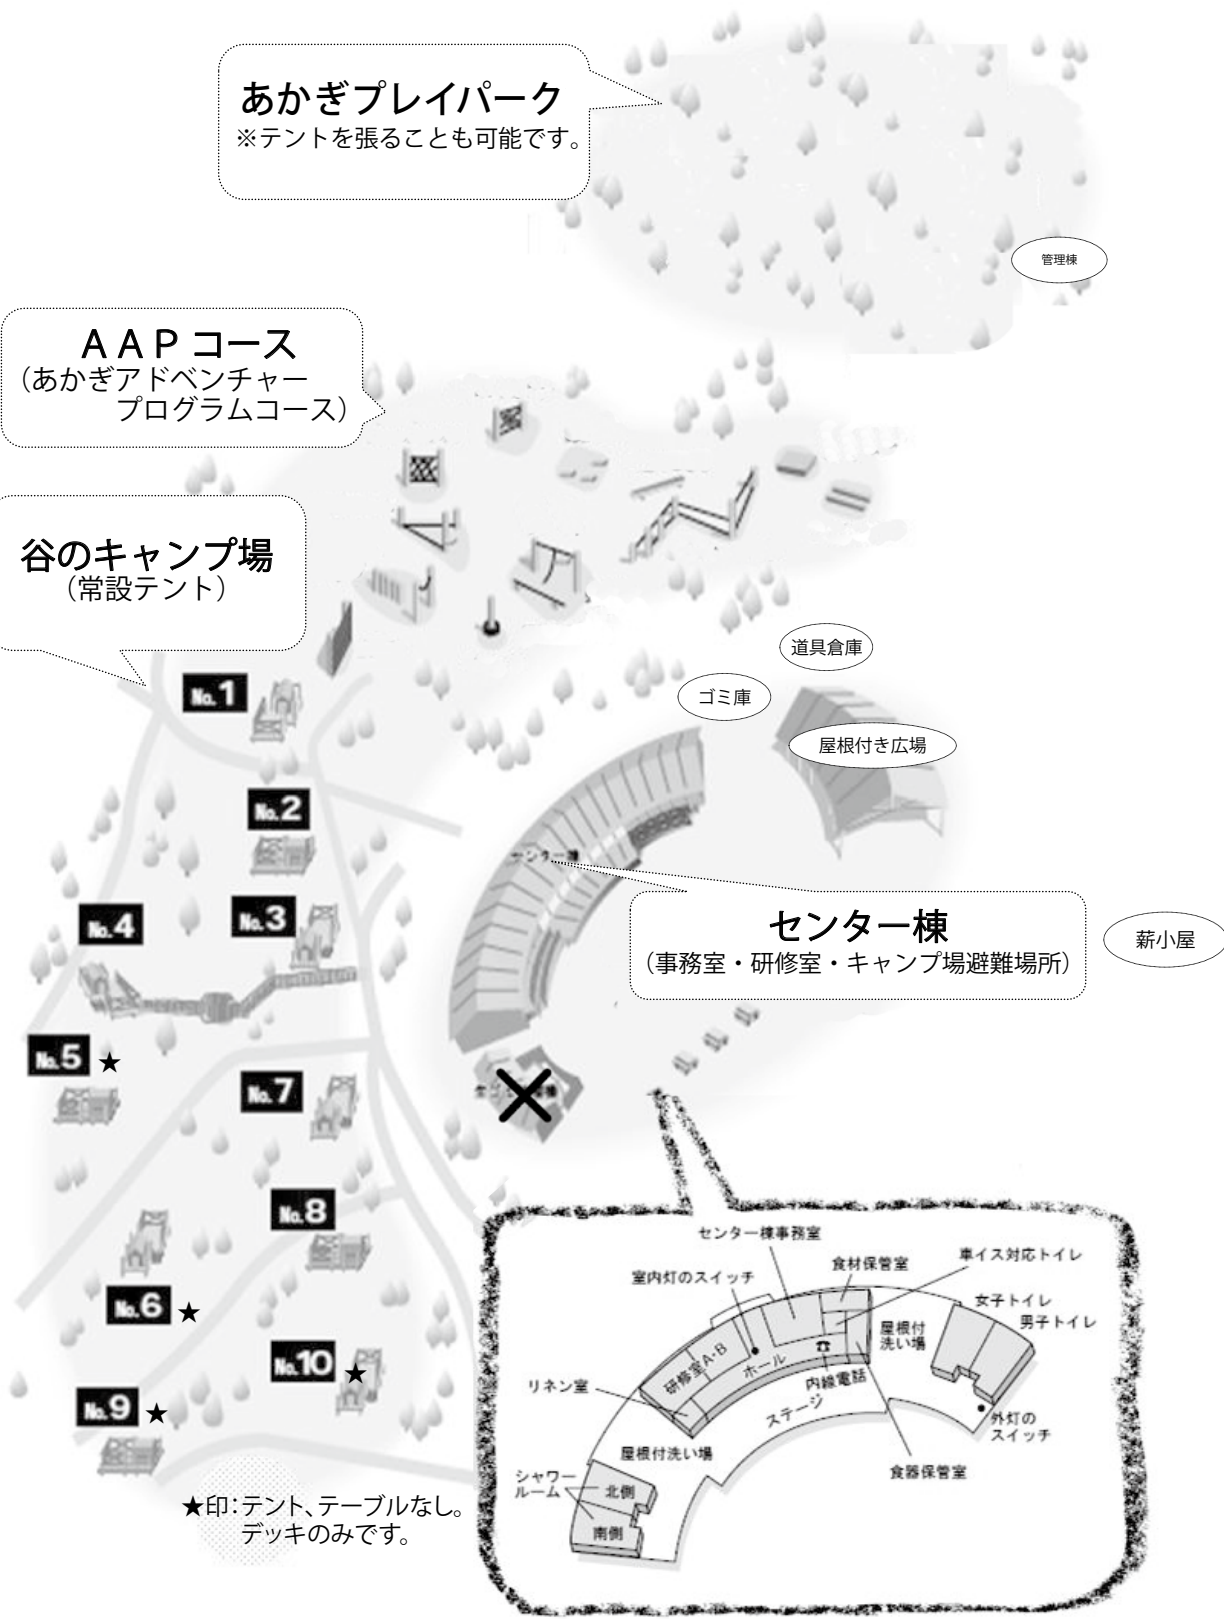 あかぎプレイパーク
※テントを張ることも可能です。
管理棟
ＡＡＰ コース
（あかぎアドベンチャー
プログラムコース）
谷のキャンプ場
（常設テント）
道具倉庫
ゴミ庫
屋根付き広場
No.1
No.2
No.3
No.4
センター棟
センター棟
（事務室・研修室・キャンプ場避難場所）
薪小屋
No.5 ★
No.7
No.8
No.6 ★
No.10 ★
No.9 ★
★印：テント、テーブルなし。
デッキのみです。
センター棟事務室
室内灯のスイッチ
食材保管室
車イス対応トイレ
女子トイレ
男子トイレ
屋根付
洗い場
研修室A・B
ホール
内線電話
リネン室
ステージ
外灯の
スイッチ
屋根付洗い場
食器保管室
シャワー
ルーム
北側
南側